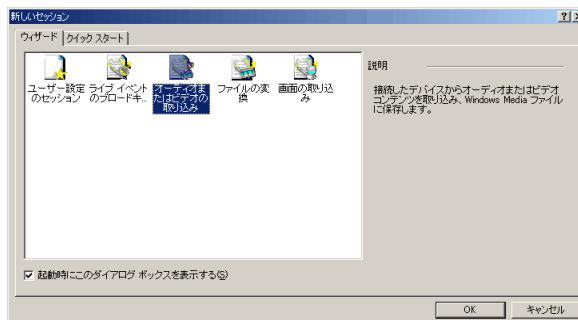 新しいセッション
ウィザード クイック スタート
ユーザー設定のセッション
ライブ イベントのブロードキ...
オーディオまたはビデオの取り込み
ファイルの変換
画面の取り込み
説明
接続したデバイスからオーディオまたはビデオ
コンテンツを取り込み、Windows Media ファイル
に保存します。
起動時にこのダイアログ ボックスを表示する(S)
OK キャンセル